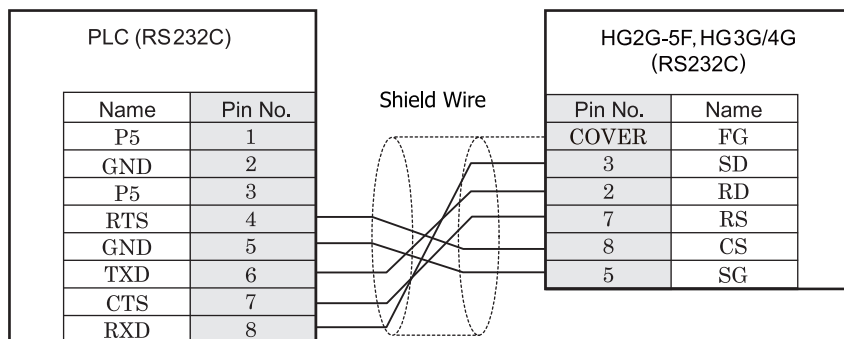 PLC (RS232C)
Name Pin No.
P5 1
GND 2
P5 3
RTS 4
GND 5
TXD 6
CTS 7
RXD 8
Shield Wire
HG2G-5F, HG3G/4G
(RS232C)
Pin No. Name
COVER FG
3 SD
2 RD
7 RS
8 CS
5 SG